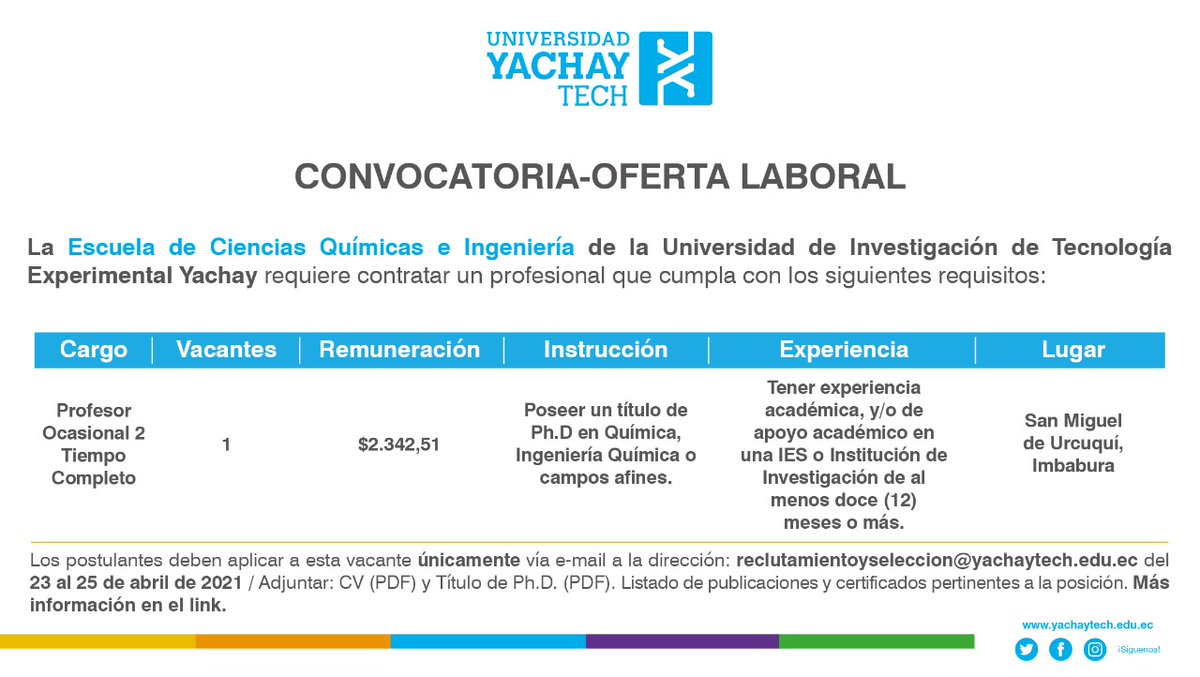 UNIVERSIDAD
YACHAY
TECH
CONVOCATORIA-OFERTA LABORAL
La Escuela de Ciencias Químicas e Ingeniería de la Universidad de Investigación de Tecnología
Experimental Yachay requiere contratar un profesional que cumpla con los siguientes requisitos:
Cargo
Vacantes
Remuneración
Instrucción
Experiencia
Lugar
Profesor
Ocasional 2
Tiempo
Completo
1
$2.342,51
Poseer un título de
Ph.D en Química,
Ingeniería Química o
campos afines.
Tener experiencia
académica, y/o de
apoyo académico en
una IES o Institución de
Investigación de al
menos doce (12)
meses o más.
San Miguel
de Urcuquí,
Imbabura
Los postulantes deben aplicar a esta vacante únicamente vía e-mail a la dirección: reclutamientoyseleccion@yachaytech.edu.ec del
23 al 25 de abril de 2021 / Adjuntar: CV (PDF) y Título de Ph.D. (PDF). Listado de publicaciones y certificados pertinentes a la posición. Más
información en el link.
www.yachaytech.edu.ec
¡Síguenos!